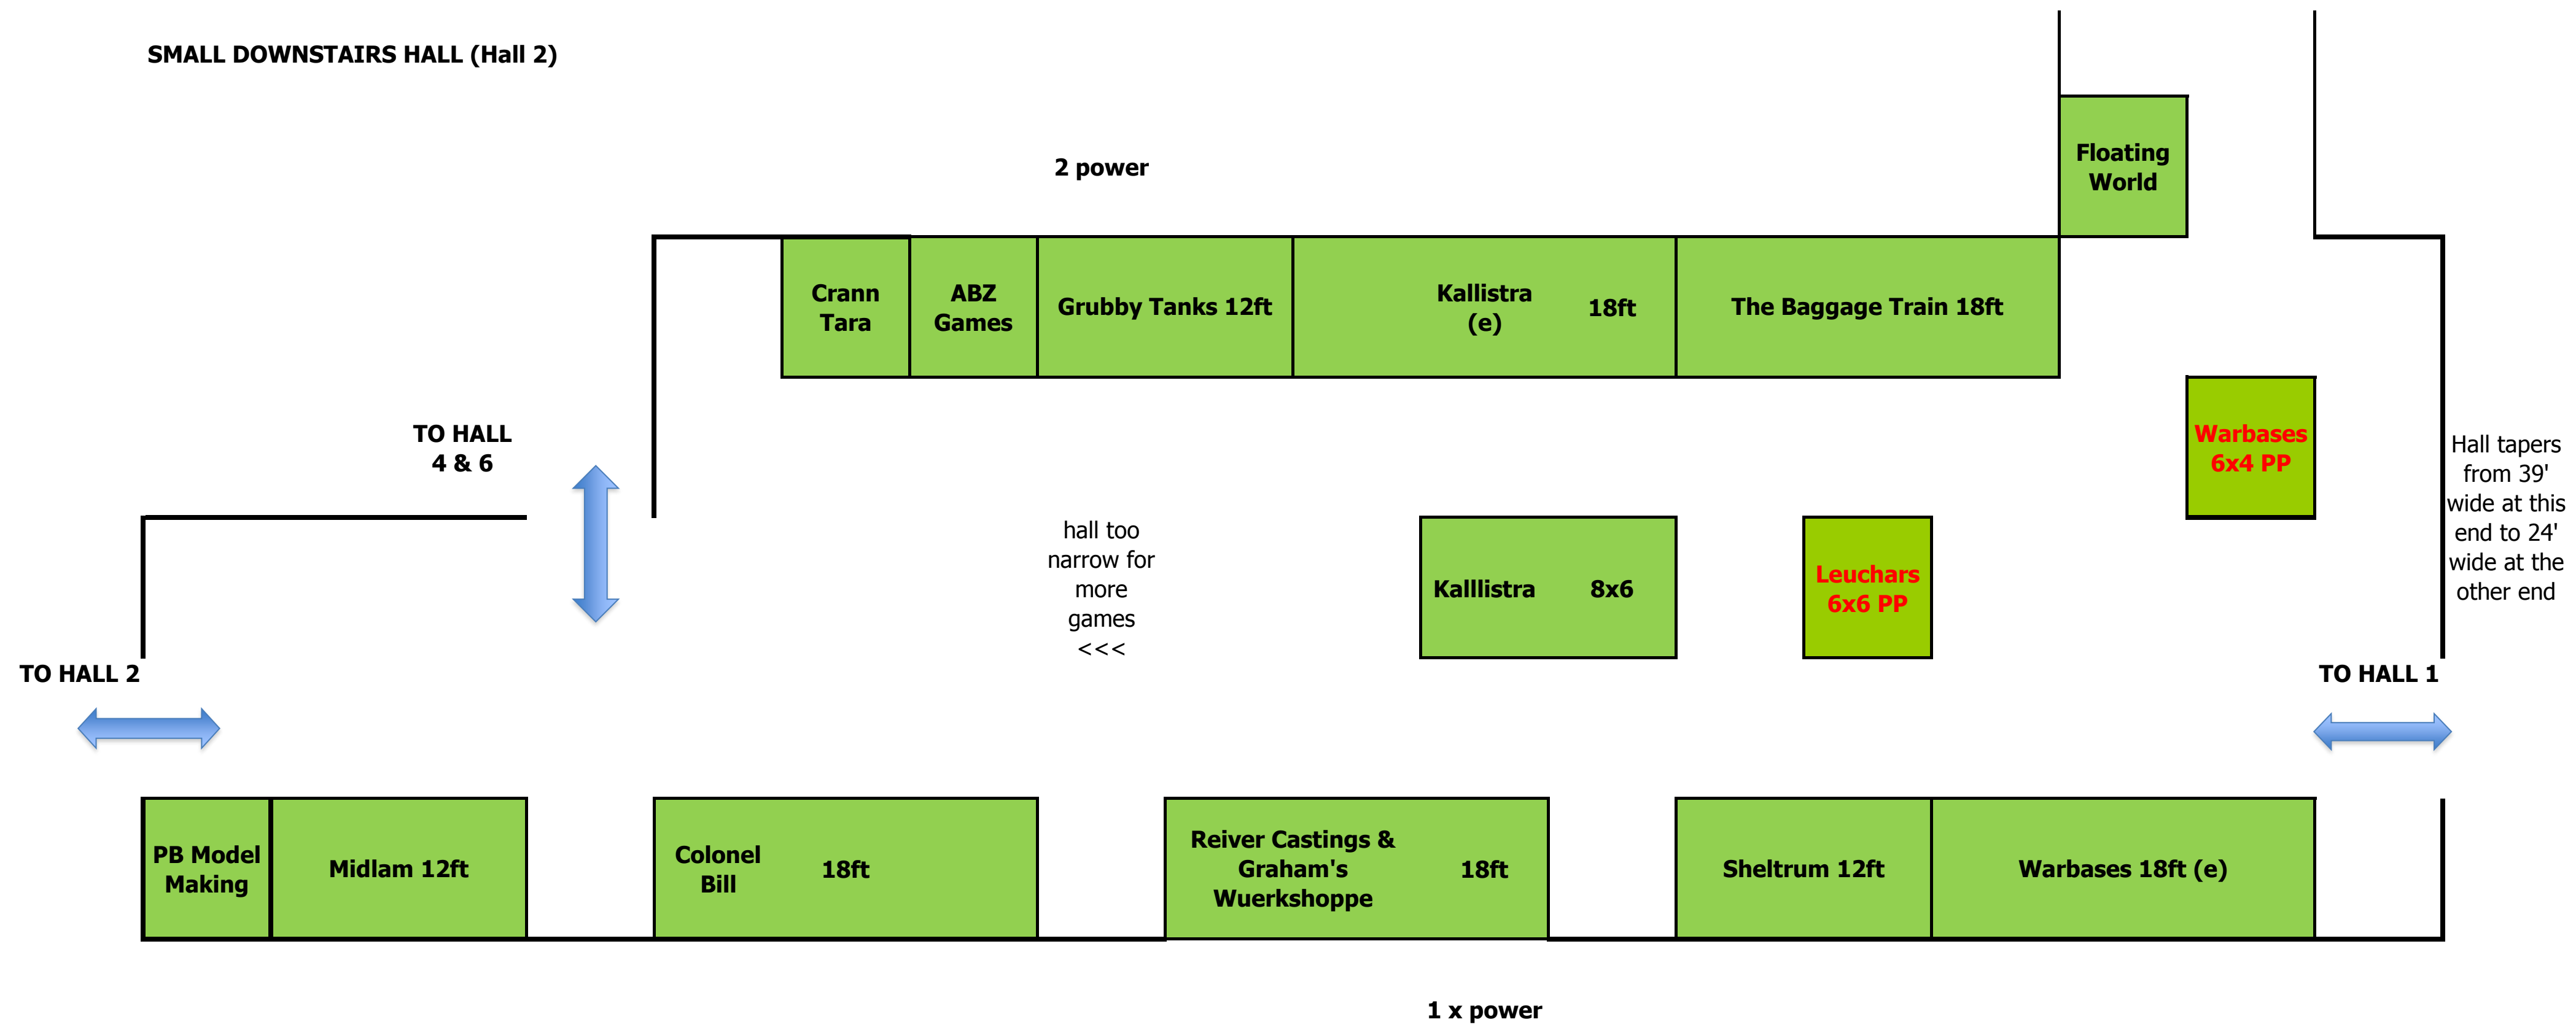 SMALL DOWNSTAIRS HALL (Hall 2)
2 power
Floating
World
Crann
Tara
ABZ
Games
Grubby Tanks 12ft
Kallistra
(e)
18ft
The Baggage Train 18ft
TO HALL
4 & 6
Warbases
6x4 PP
Hall tapers
from 39'
wide at this
end to 24'
wide at the
other end
hall too
narrow for
more
games
<<<
Kalllistra
8x6
Leuchars
6x6 PP
TO HALL 2
TO HALL 1
PB Model
Making
Midlam 12ft
Colonel
Bill
18ft
Reiver Castings &
Graham's
Wuerkshoppe
18ft
Sheltrum 12ft
Warbases 18ft (e)
1 x power